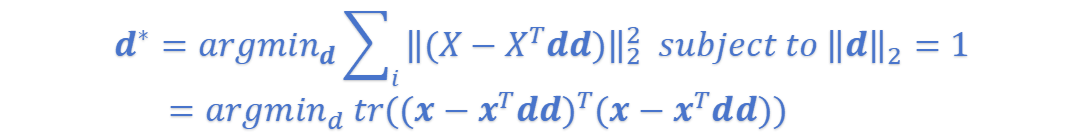 d* = argmin_d ∑_i ‖(X − X^T dd)‖_2^2 subject to ‖d‖_2 = 1
= argmin_d tr((x − x^T dd)^T (x − x^T dd))